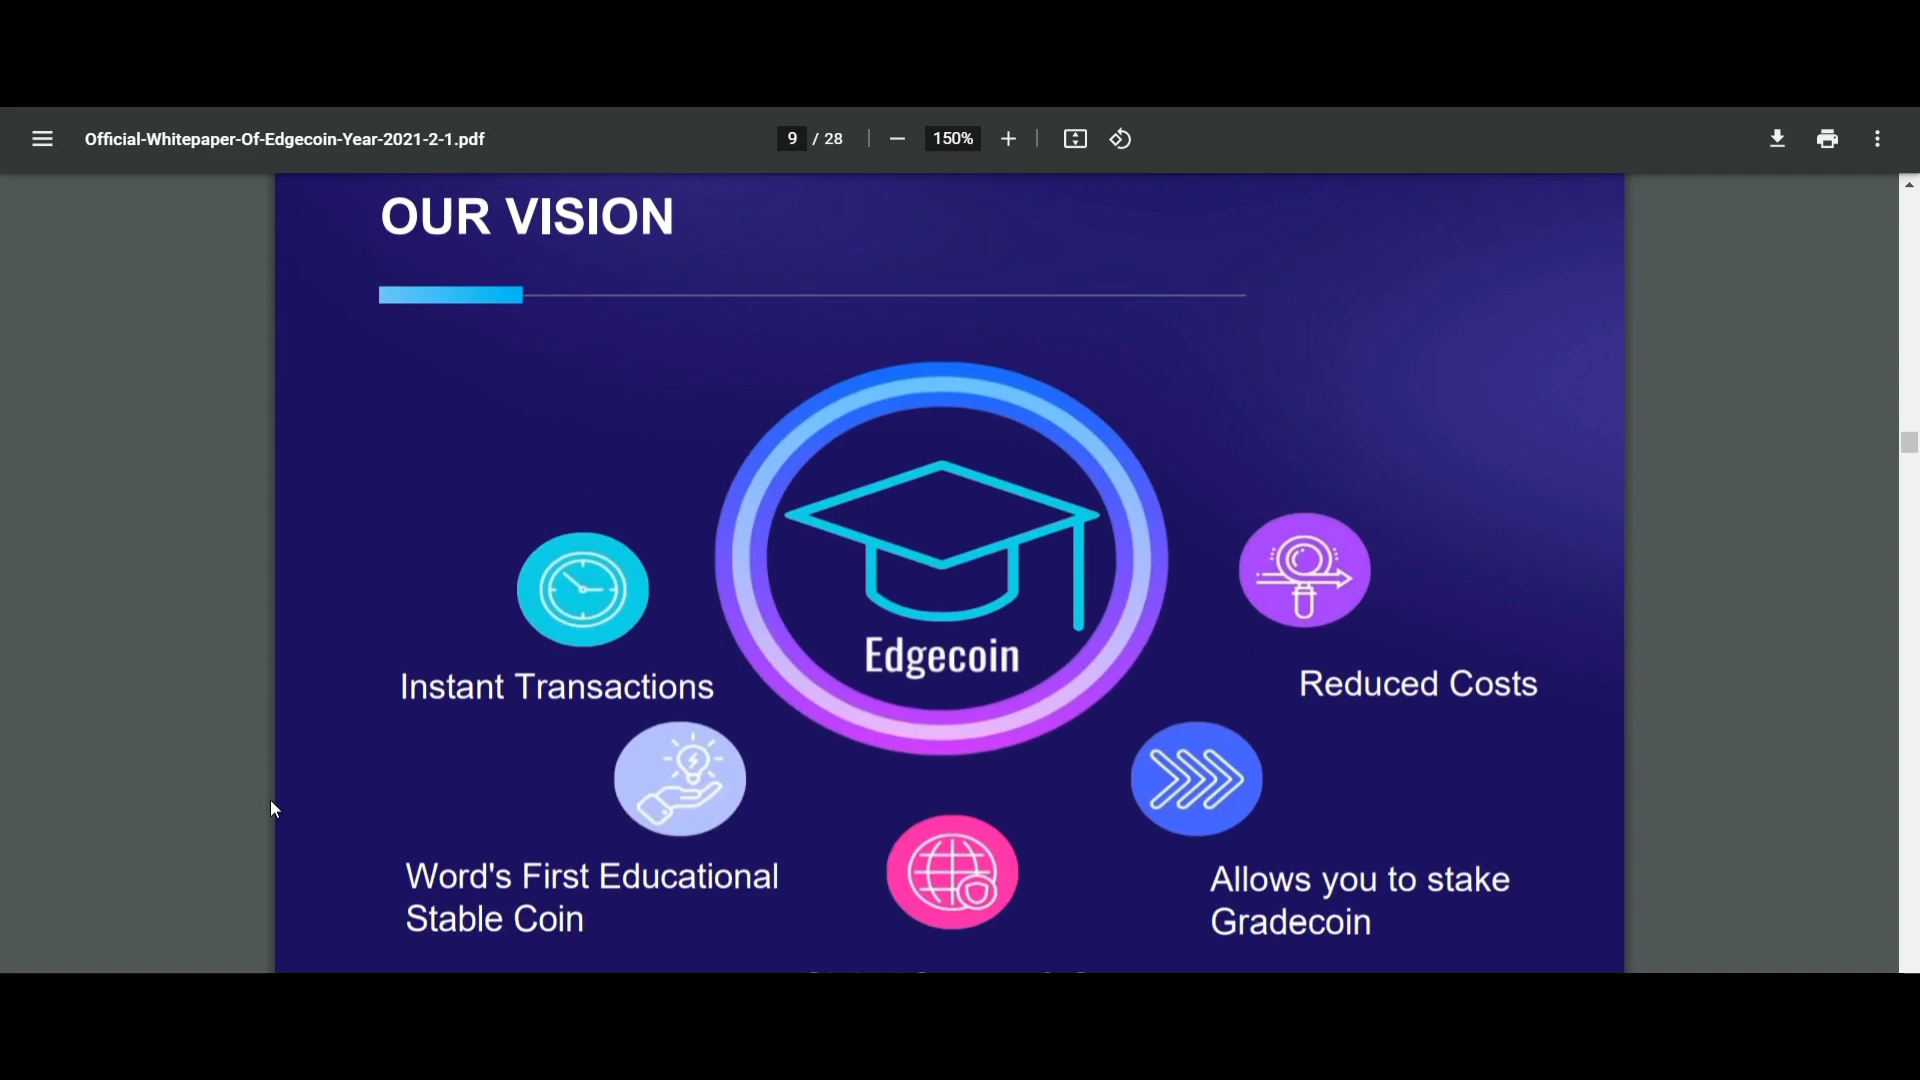 Official-Whitepaper-Of-Edgecoin-Year-2021-2-1.pdf
9 / 28
150%
OUR VISION
Edgecoin
Instant Transactions
Reduced Costs
Word's First Educational
Stable Coin
Allows you to stake
Gradecoin